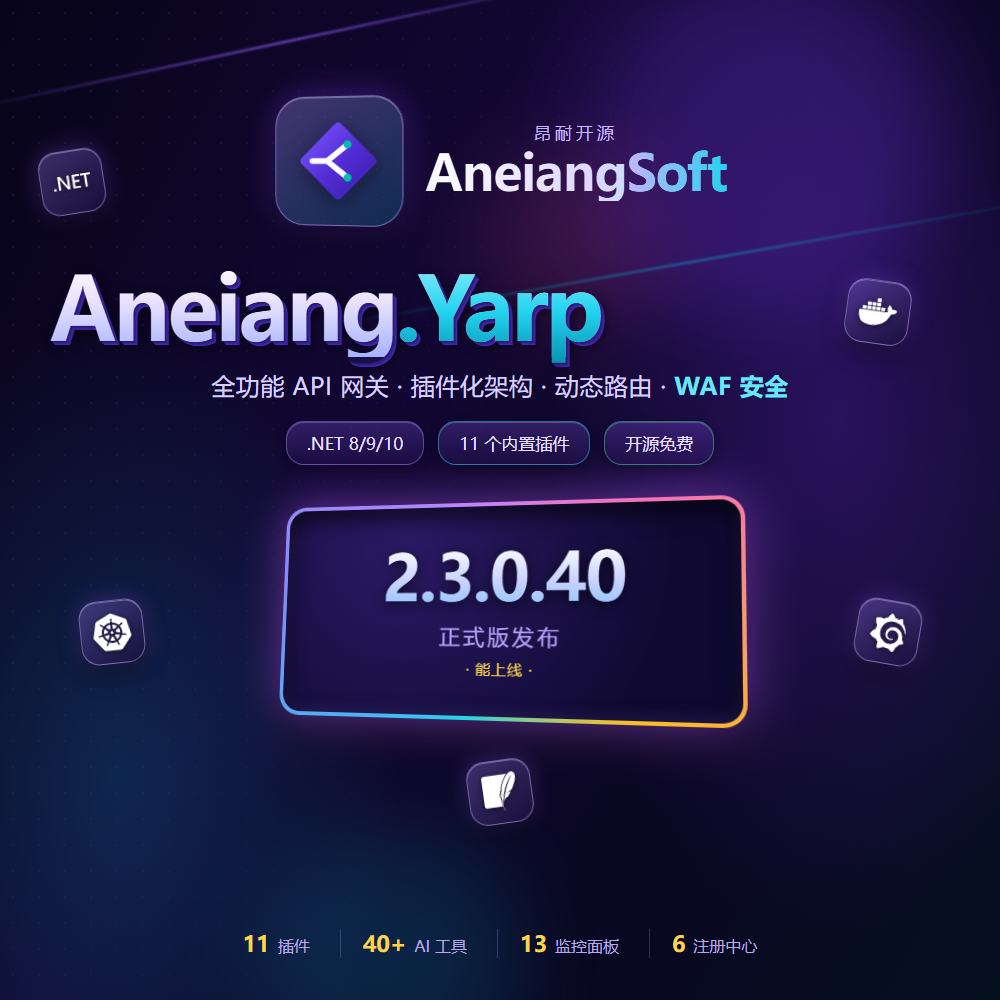 昂耐开源
AneiangSoft
.NET
Aneiang.Yarp
全功能 API 网关 · 插件化架构 · 动态路由 · WAF 安全
.NET 8/9/10
11 个内置插件
开源免费
2.3.0.40
正式版发布
· 能上线 ·
11 插件
40+ AI 工具
13 监控面板
6 注册中心